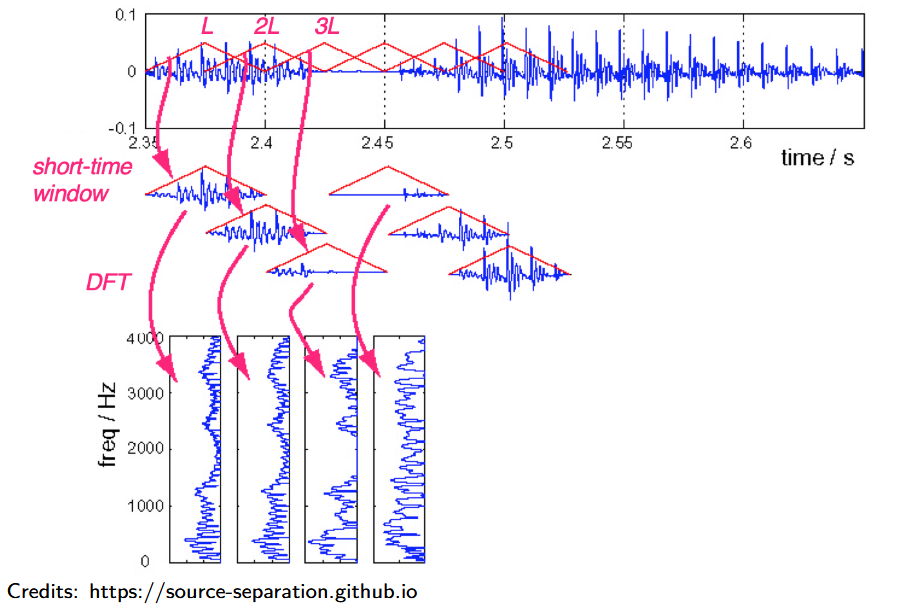 0.1
L 2L 3L
0
-0.1
2.35 2.4 2.45 2.5 2.55 2.6
time / s
short-time
window
DFT
freq / Hz
4000
3000
2000
1000
0
Credits: https://source-separation.github.io